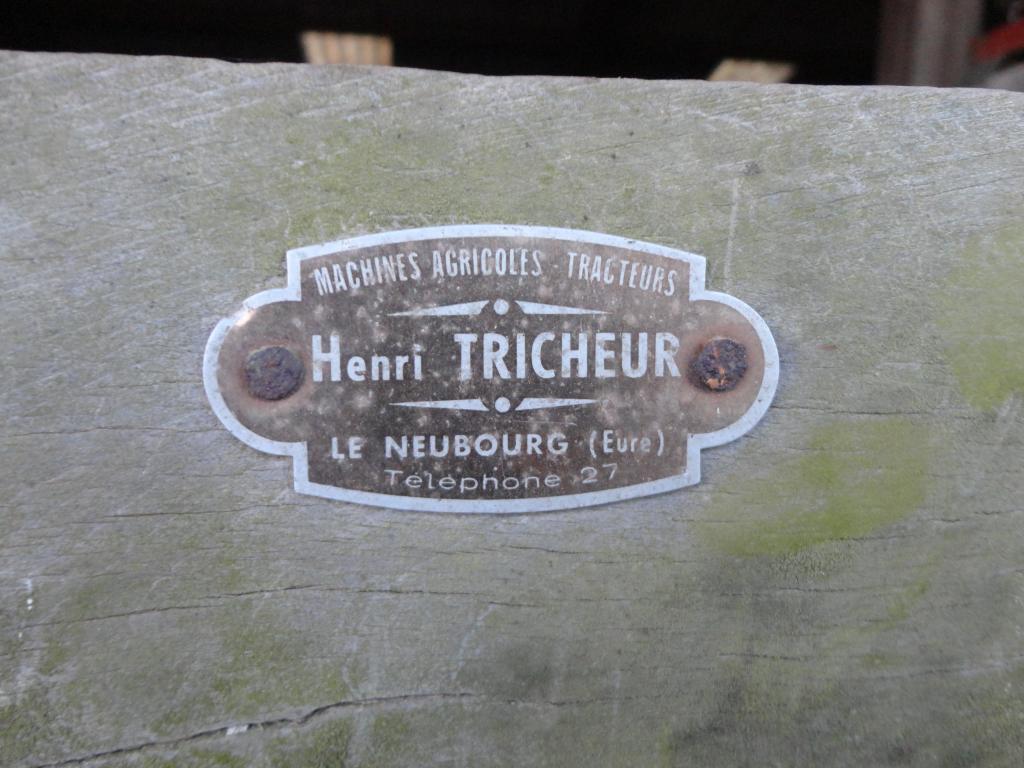 MACHINES AGRICOLES - TRACTEURS
Henri TRICHEUR
LE NEUBOURG (Eure)
Téléphone 27